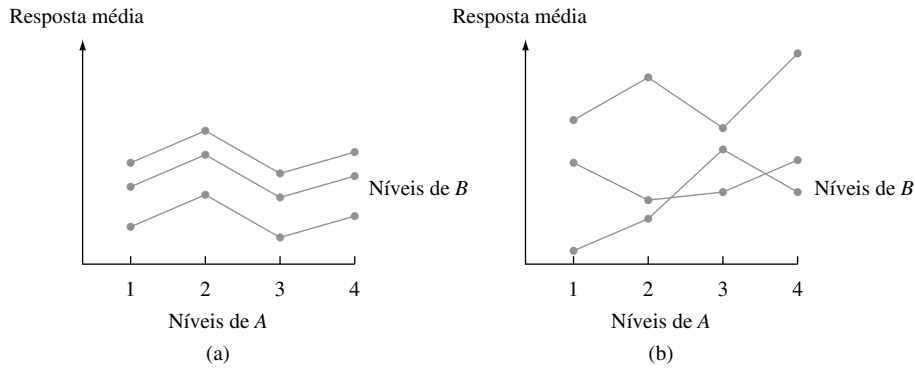 Resposta média
Níveis de B
1 2 3 4
Níveis de A
(a)
Resposta média
Níveis de B
1 2 3 4
Níveis de A
(b)